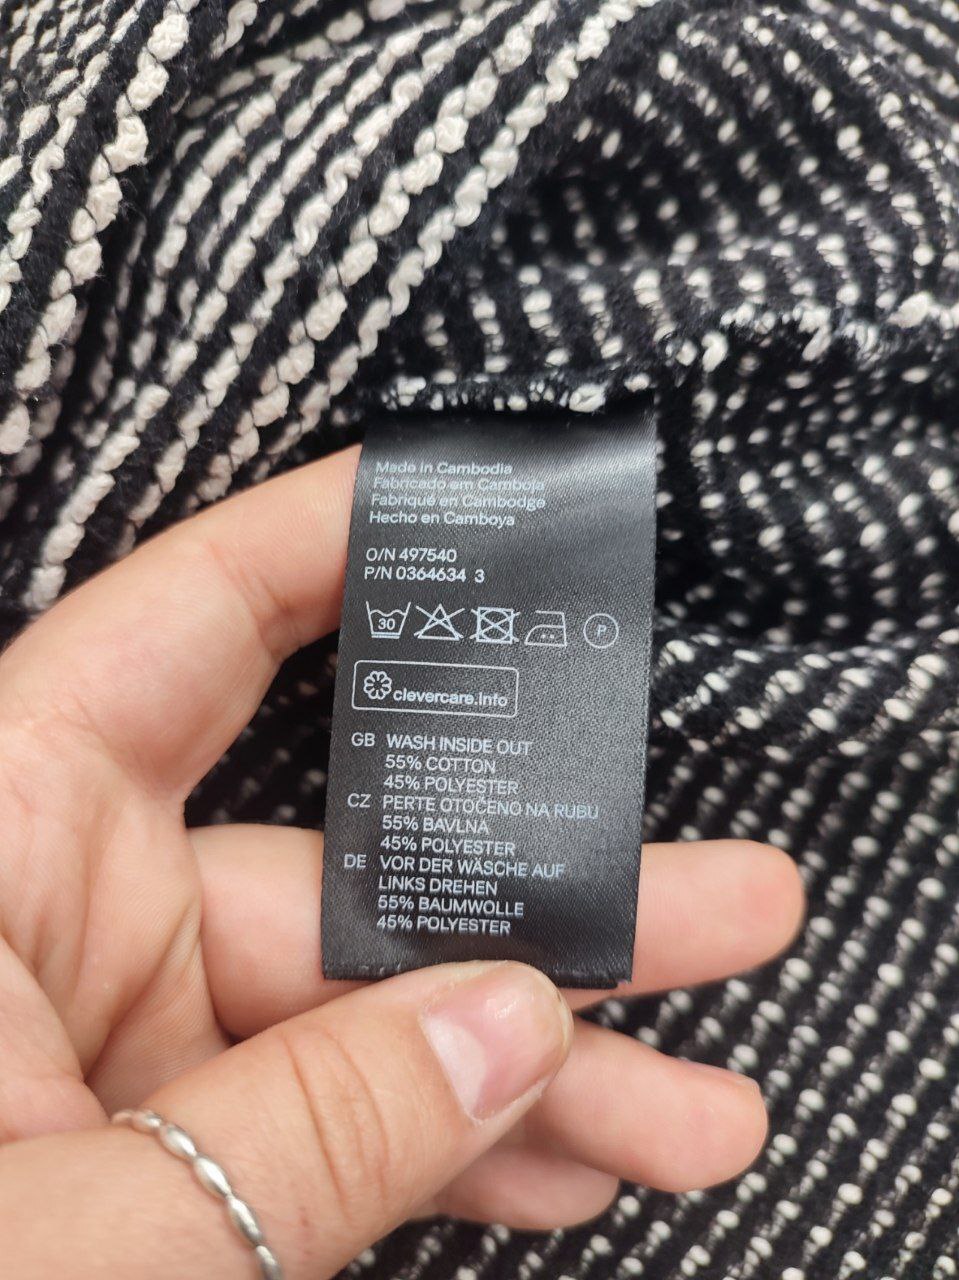 Made in Cambodia
Fabricado em Camboja
Fabriqué en Cambodge
Hecho en Camboya
O/N 497540
P/N 0364634 3
30 P
clevercare.info
GB WASH INSIDE OUT
55% COTTON
45% POLYESTER
CZ PERTE OTOČENO NA RUBU
55% BAVLNA
45% POLYESTER
DE VOR DER WÄSCHE AUF
LINKS DREHEN
55% BAUMWOLLE
45% POLYESTER